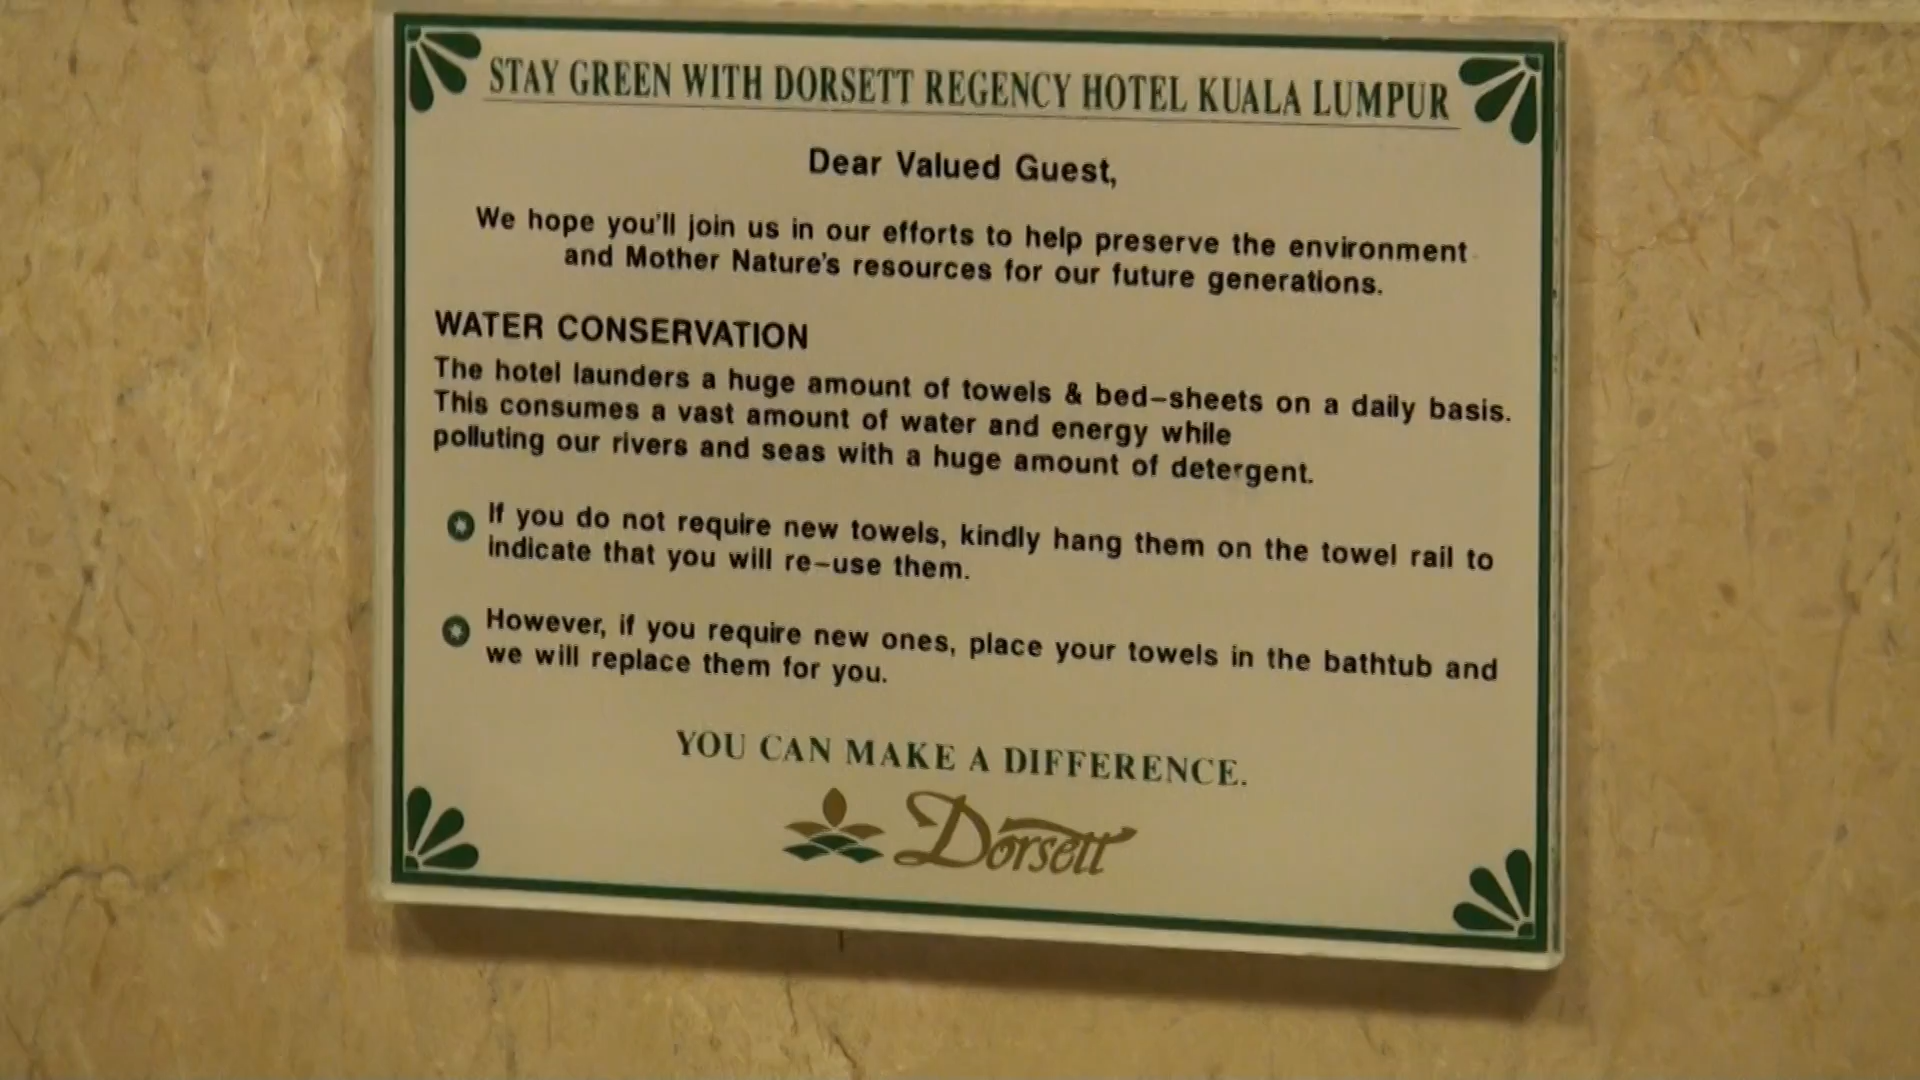 STAY GREEN WITH DORSETT REGENCY HOTEL KUALA LUMPUR
Dear Valued Guest,
We hope you'll join us in our efforts to help preserve the environment
and Mother Nature's resources for our future generations.
WATER CONSERVATION
The hotel launders a huge amount of towels & bed-sheets on a daily basis.
This consumes a vast amount of water and energy while
polluting our rivers and seas with a huge amount of detergent.
If you do not require new towels, kindly hang them on the towel rail to
indicate that you will re-use them.
However, if you require new ones, place your towels in the bathtub and
we will replace them for you.
YOU CAN MAKE A DIFFERENCE.
Dorsett